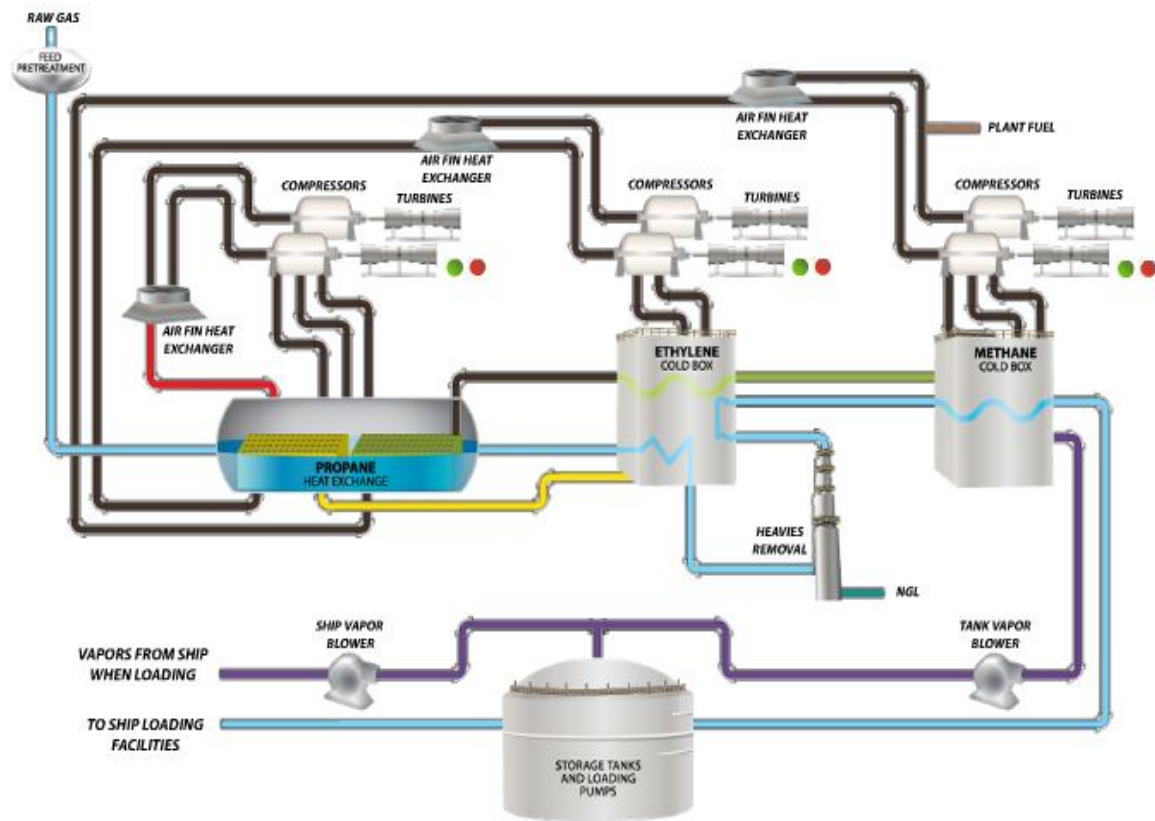 RAW GAS
FEED
PRETREATMENT
AIR FIN HEAT
EXCHANGER
PLANT FUEL
AIR FIN HEAT
EXCHANGER
COMPRESSORS
TURBINES
COMPRESSORS
TURBINES
COMPRESSORS
TURBINES
AIR FIN HEAT
EXCHANGER
ETHYLENE
COLD BOX
METHANE
COLD BOX
PROPANE
HEAT EXCHANGE
HEAVIES
REMOVAL
NGL
SHIP VAPOR
BLOWER
TANK VAPOR
BLOWER
VAPORS FROM SHIP
WHEN LOADING
TO SHIP LOADING
FACILITIES
STORAGE TANKS
AND LOADING
PUMPS